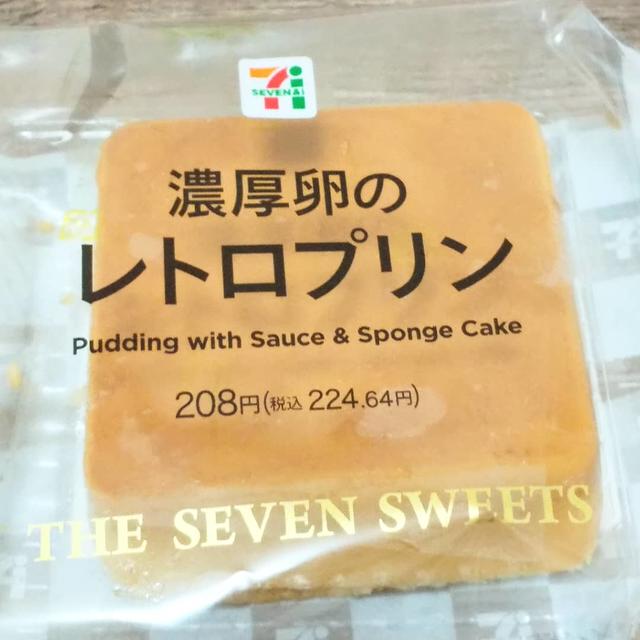 7i
SEVEN&i
濃厚卵の
レトロプリン
Pudding with Sauce & Sponge Cake
208円(税込 224.64円)
THE SEVEN SWEETS